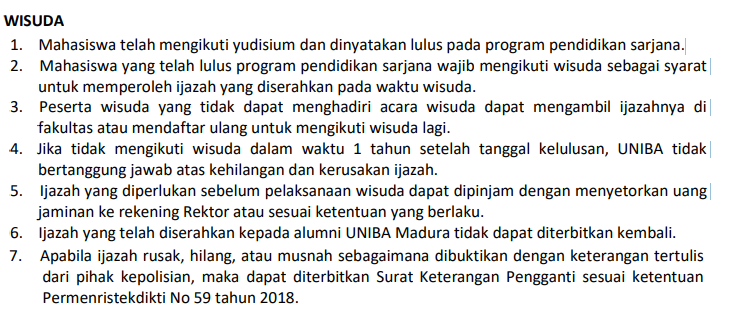 WISUDA
1. Mahasiswa telah mengikuti yudisium dan dinyatakan lulus pada program pendidikan sarjana.
2. Mahasiswa yang telah lulus program pendidikan sarjana wajib mengikuti wisuda sebagai syarat
untuk memperoleh ijazah yang diserahkan pada waktu wisuda.
3. Peserta wisuda yang tidak dapat menghadiri acara wisuda dapat mengambil ijazahnya di
fakultas atau mendaftar ulang untuk mengikuti wisuda lagi.
4. Jika tidak mengikuti wisuda dalam waktu 1 tahun setelah tanggal kelulusan, UNIBA tidak
bertanggung jawab atas kehilangan dan kerusakan ijazah.
5. Ijazah yang diperlukan sebelum pelaksanaan wisuda dapat dipinjam dengan menyetorkan uang
jaminan ke rekening Rektor atau sesuai ketentuan yang berlaku.
6. Ijazah yang telah diserahkan kepada alumni UNIBA Madura tidak dapat diterbitkan kembali.
7. Apabila ijazah rusak, hilang, atau musnah sebagaimana dibuktikan dengan keterangan tertulis
dari pihak kepolisian, maka dapat diterbitkan Surat Keterangan Pengganti sesuai ketentuan
Permenristekdikti No 59 tahun 2018.